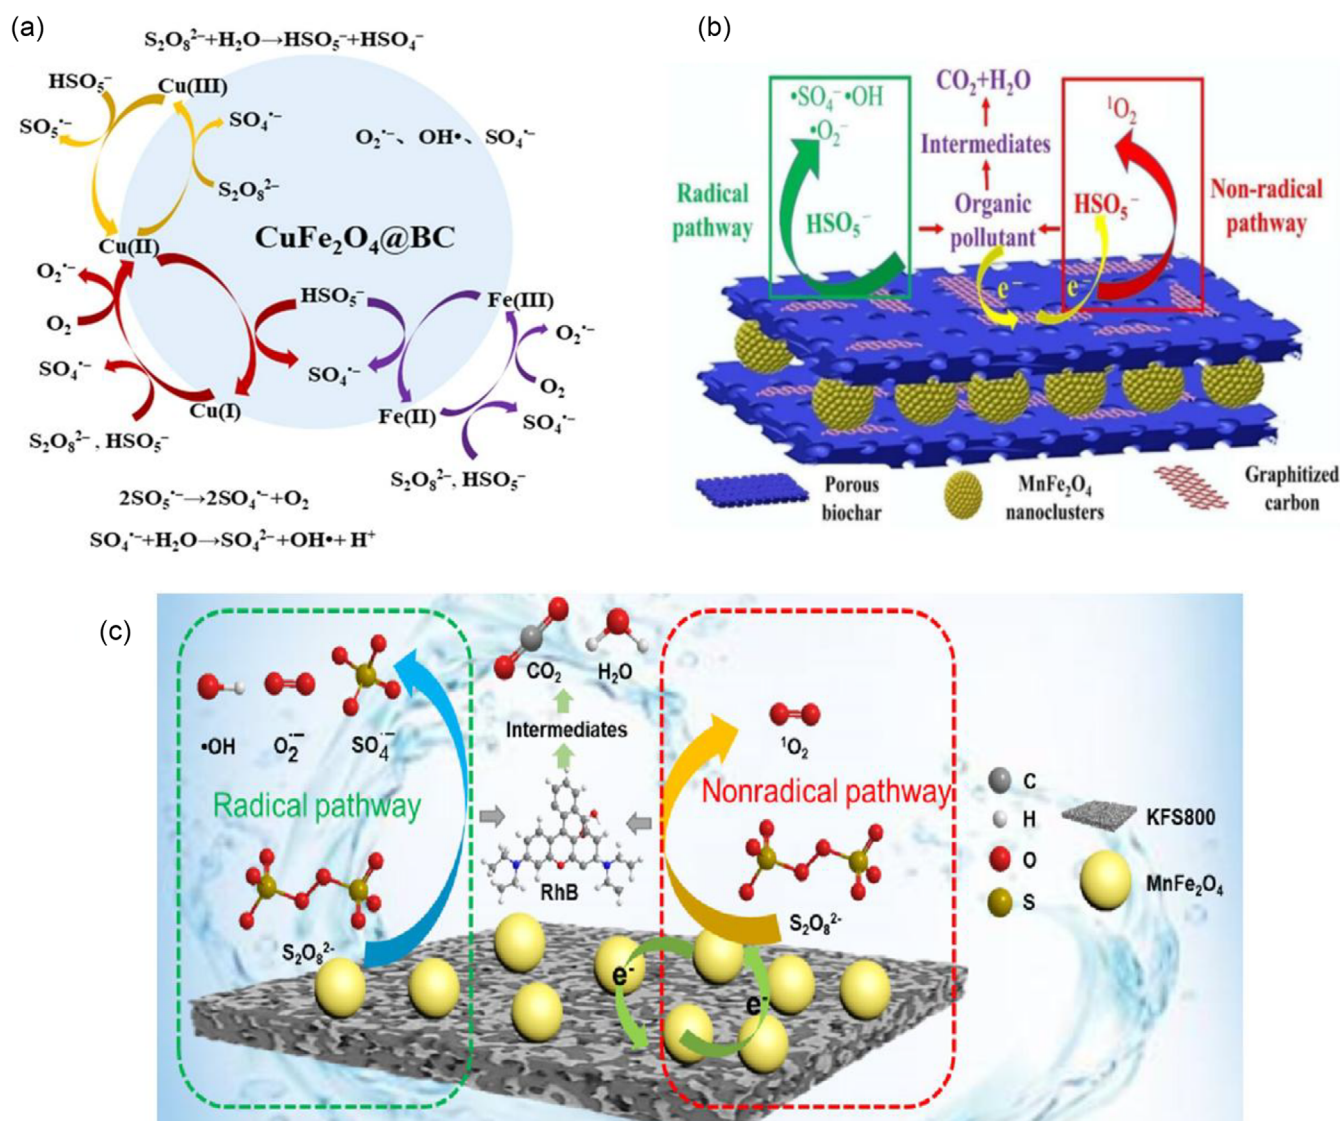 (a)
S₂O₈²⁻+H₂O→HSO₅⁻+HSO₄⁻
HSO₅⁻
Cu(III)
SO₅•⁻
SO₄•⁻
O₂•⁻、 OH•、 SO₄•⁻
S₂O₈²⁻
CuFe₂O₄@BC
Cu(II)
O₂•⁻
HSO₅⁻
Fe(III)
O₂
O₂•⁻
SO₄•⁻
SO₄•⁻
O₂
Cu(I)
Fe(II)
SO₄•⁻
S₂O₈²⁻ , HSO₅⁻
S₂O₈²⁻, HSO₅⁻
2SO₅•⁻→2SO₄•⁻+O₂
SO₄•⁻+H₂O→SO₄²⁻+OH•+ H⁺
(b)
•SO₄⁻ •OH
•O₂⁻
CO₂+H₂O
¹O₂
Intermediates
Radical
pathway
HSO₅⁻
Organic
pollutant
HSO₅⁻
Non-radical
pathway
e⁻
e⁻
Porous
biochar
MnFe₂O₄
nanoclusters
Graphitized
carbon
(c)
•OH
O₂•⁻
SO₄•⁻
CO₂
H₂O
Intermediates
¹O₂
Radical pathway
Nonradical pathway
RhB
S₂O₈²⁻
S₂O₈²⁻
e⁻
e⁻
C
H
O
S
KFS800
MnFe₂O₄